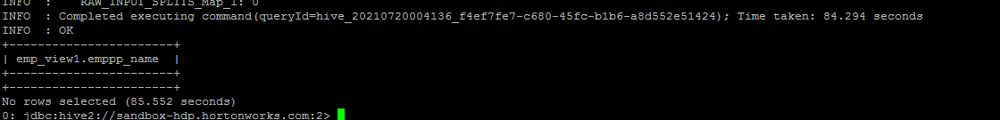 INFO  :     RAW_INPUT_SPLITS_Map_1: 0
INFO  : Completed executing command(queryId=hive_20210720004136_f4ef7fe7-c680-45fc-b1b6-a8d552e51424); Time taken: 84.294 seconds
INFO  : OK
+-----------------------+
| emp_view1.emppp_name  |
+-----------------------+
+-----------------------+
No rows selected (85.552 seconds)
0: jdbc:hive2://sandbox-hdp.hortonworks.com:2>